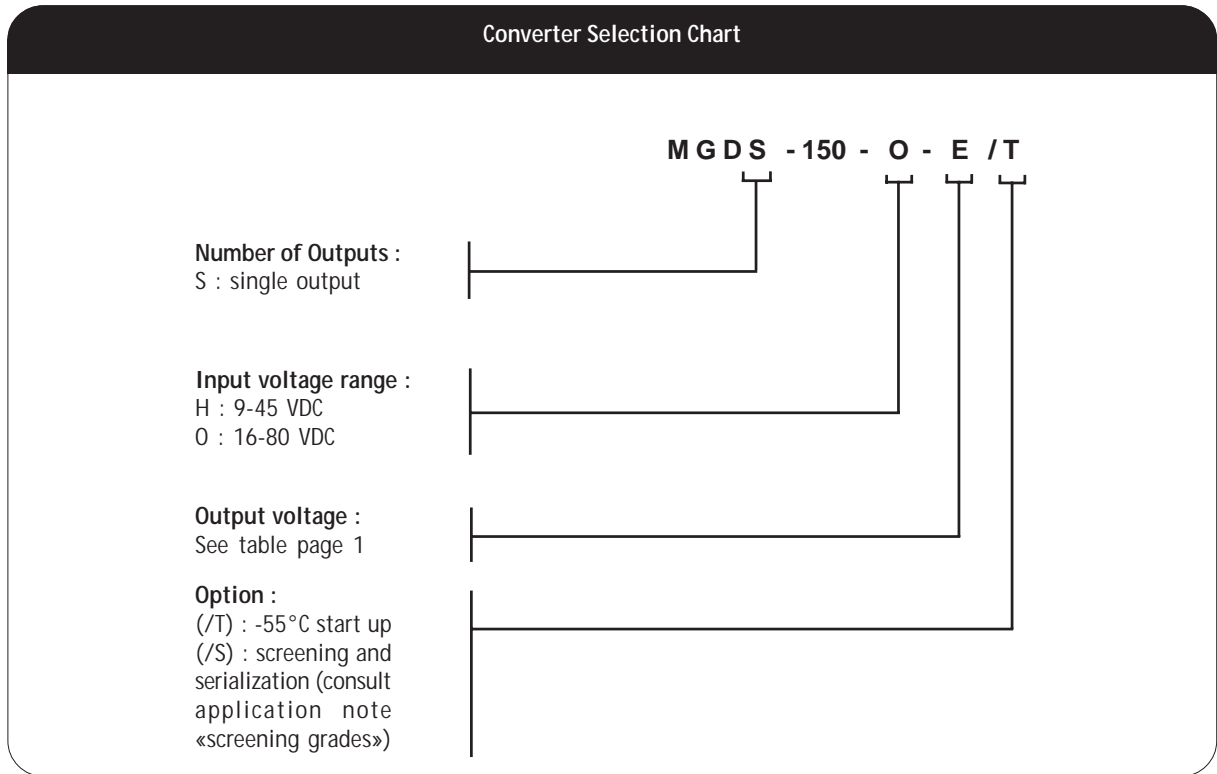 Converter Selection Chart
MGDS -150 - O - E /T
Number of Outputs :
S : single output
Input voltage range :
H : 9-45 VDC
O : 16-80 VDC
Output voltage :
See table page 1
Option :
(/T) : -55°C start up
(/S) : screening and
serialization (consult
application note
«screening grades»)